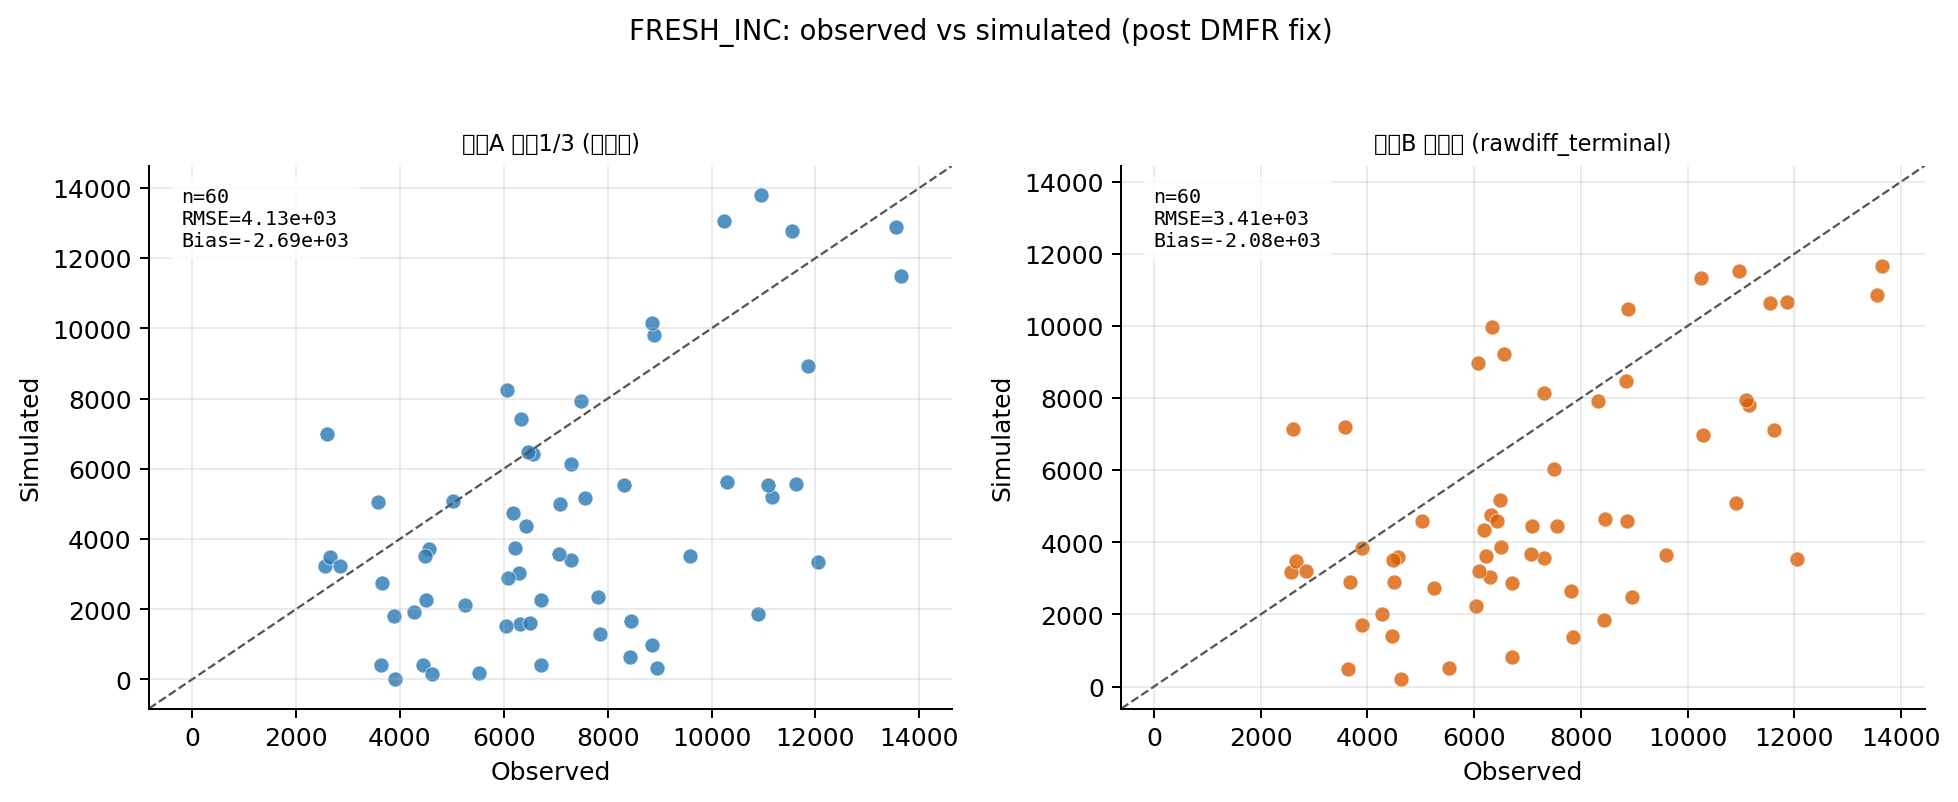 FRESH_INC: observed vs simulated (post DMFR fix)
A 1/3
n=60
RMSE=4.13e+03
Bias=-2.69e+03
14000
12000
10000
8000
6000
4000
2000
0
Simulated
0 2000 4000 6000 8000 10000 12000 14000
Observed
B (rawdiff_terminal)
n=60
RMSE=3.41e+03
Bias=-2.08e+03
14000
12000
10000
8000
6000
4000
2000
0
Simulated
0 2000 4000 6000 8000 10000 12000 14000
Observed